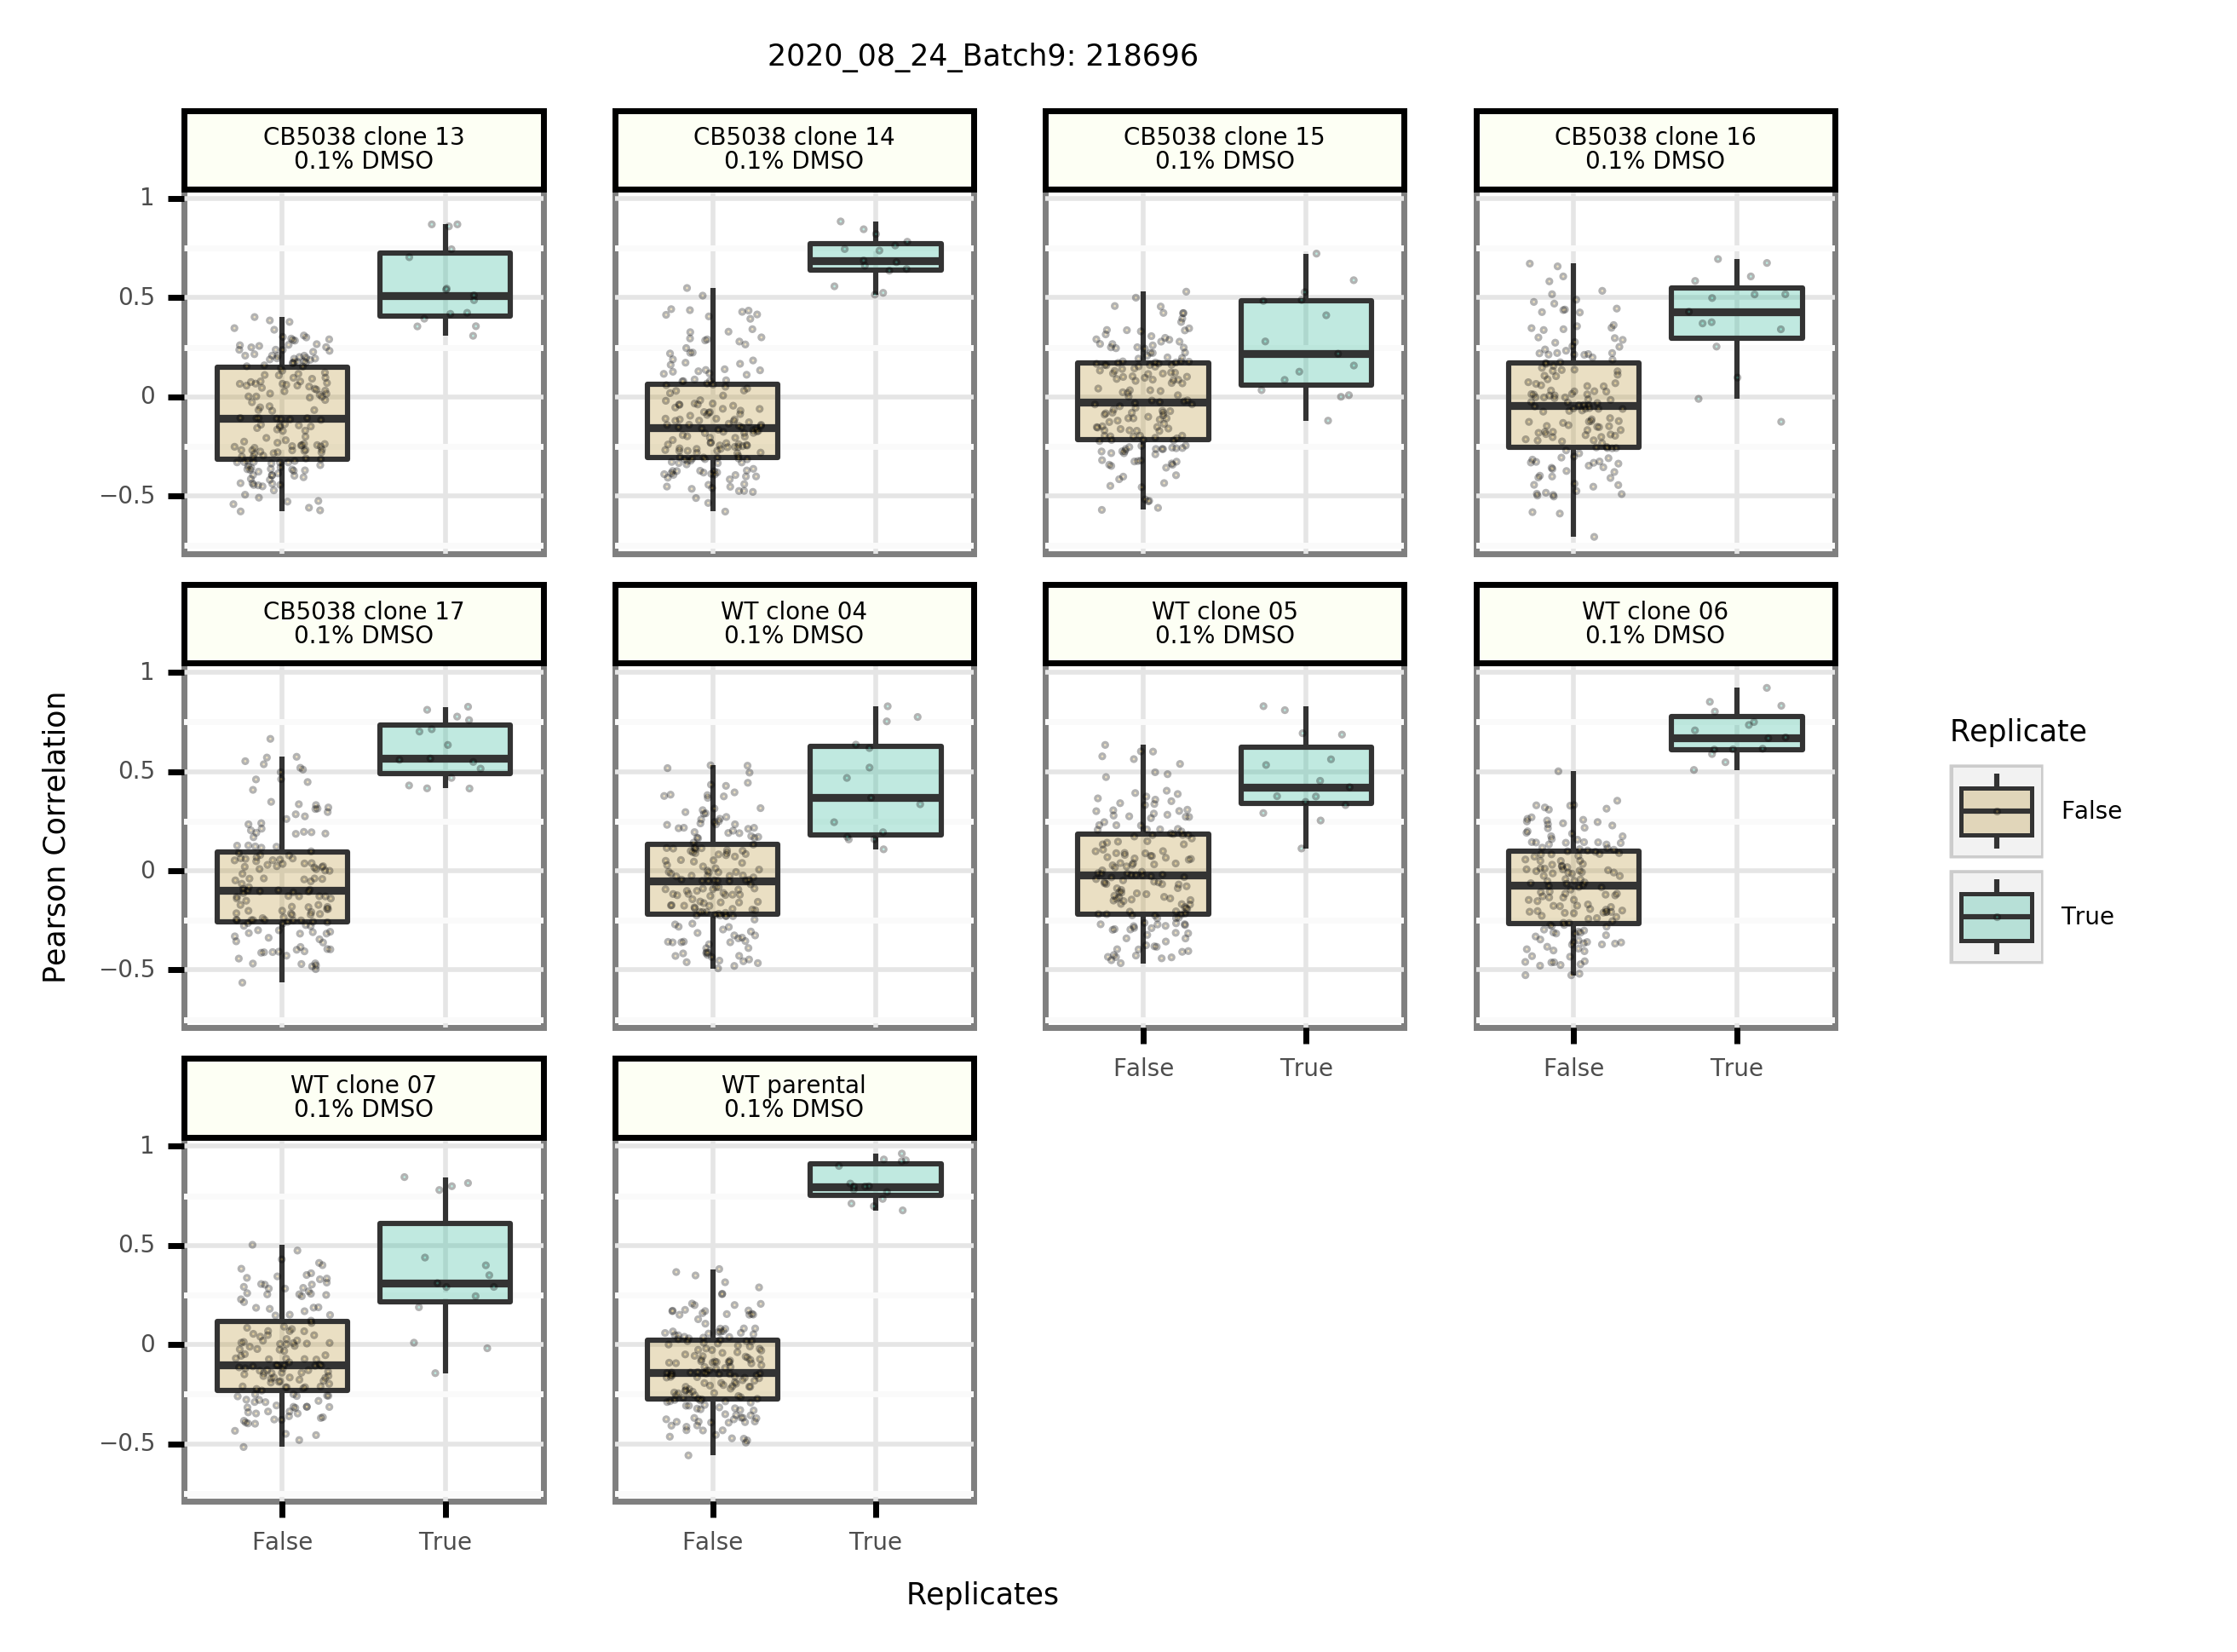 2020_08_24_Batch9: 218696
CB5038 clone 13
0.1% DMSO
CB5038 clone 14
0.1% DMSO
CB5038 clone 15
0.1% DMSO
CB5038 clone 16
0.1% DMSO
1
0.5
0
−0.5
CB5038 clone 17
0.1% DMSO
WT clone 04
0.1% DMSO
WT clone 05
0.1% DMSO
WT clone 06
0.1% DMSO
1
0.5
0
−0.5
False
True
False
True
WT clone 07
0.1% DMSO
WT parental
0.1% DMSO
1
0.5
0
−0.5
False
True
False
True
Pearson Correlation
Replicates
Replicate
False
True